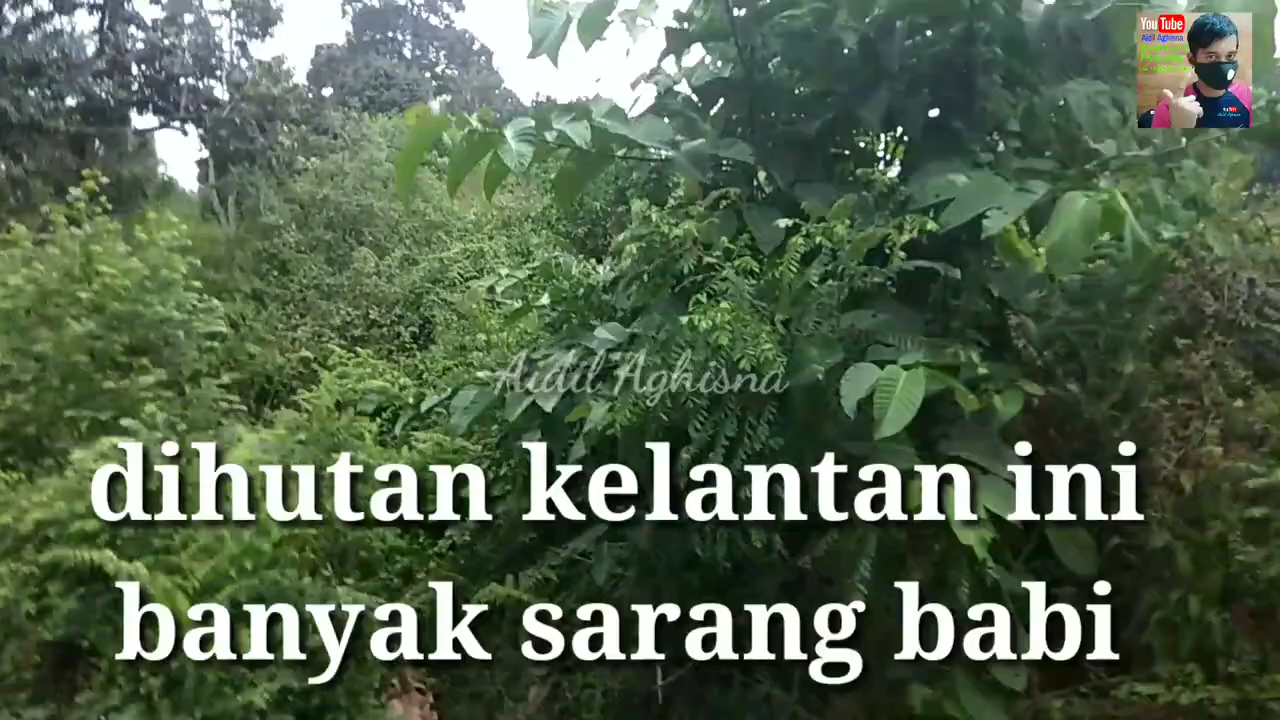 YouTube
Aidil Aghisna
Aidil Aghisna
dihutan kelantan ini
banyak sarang babi